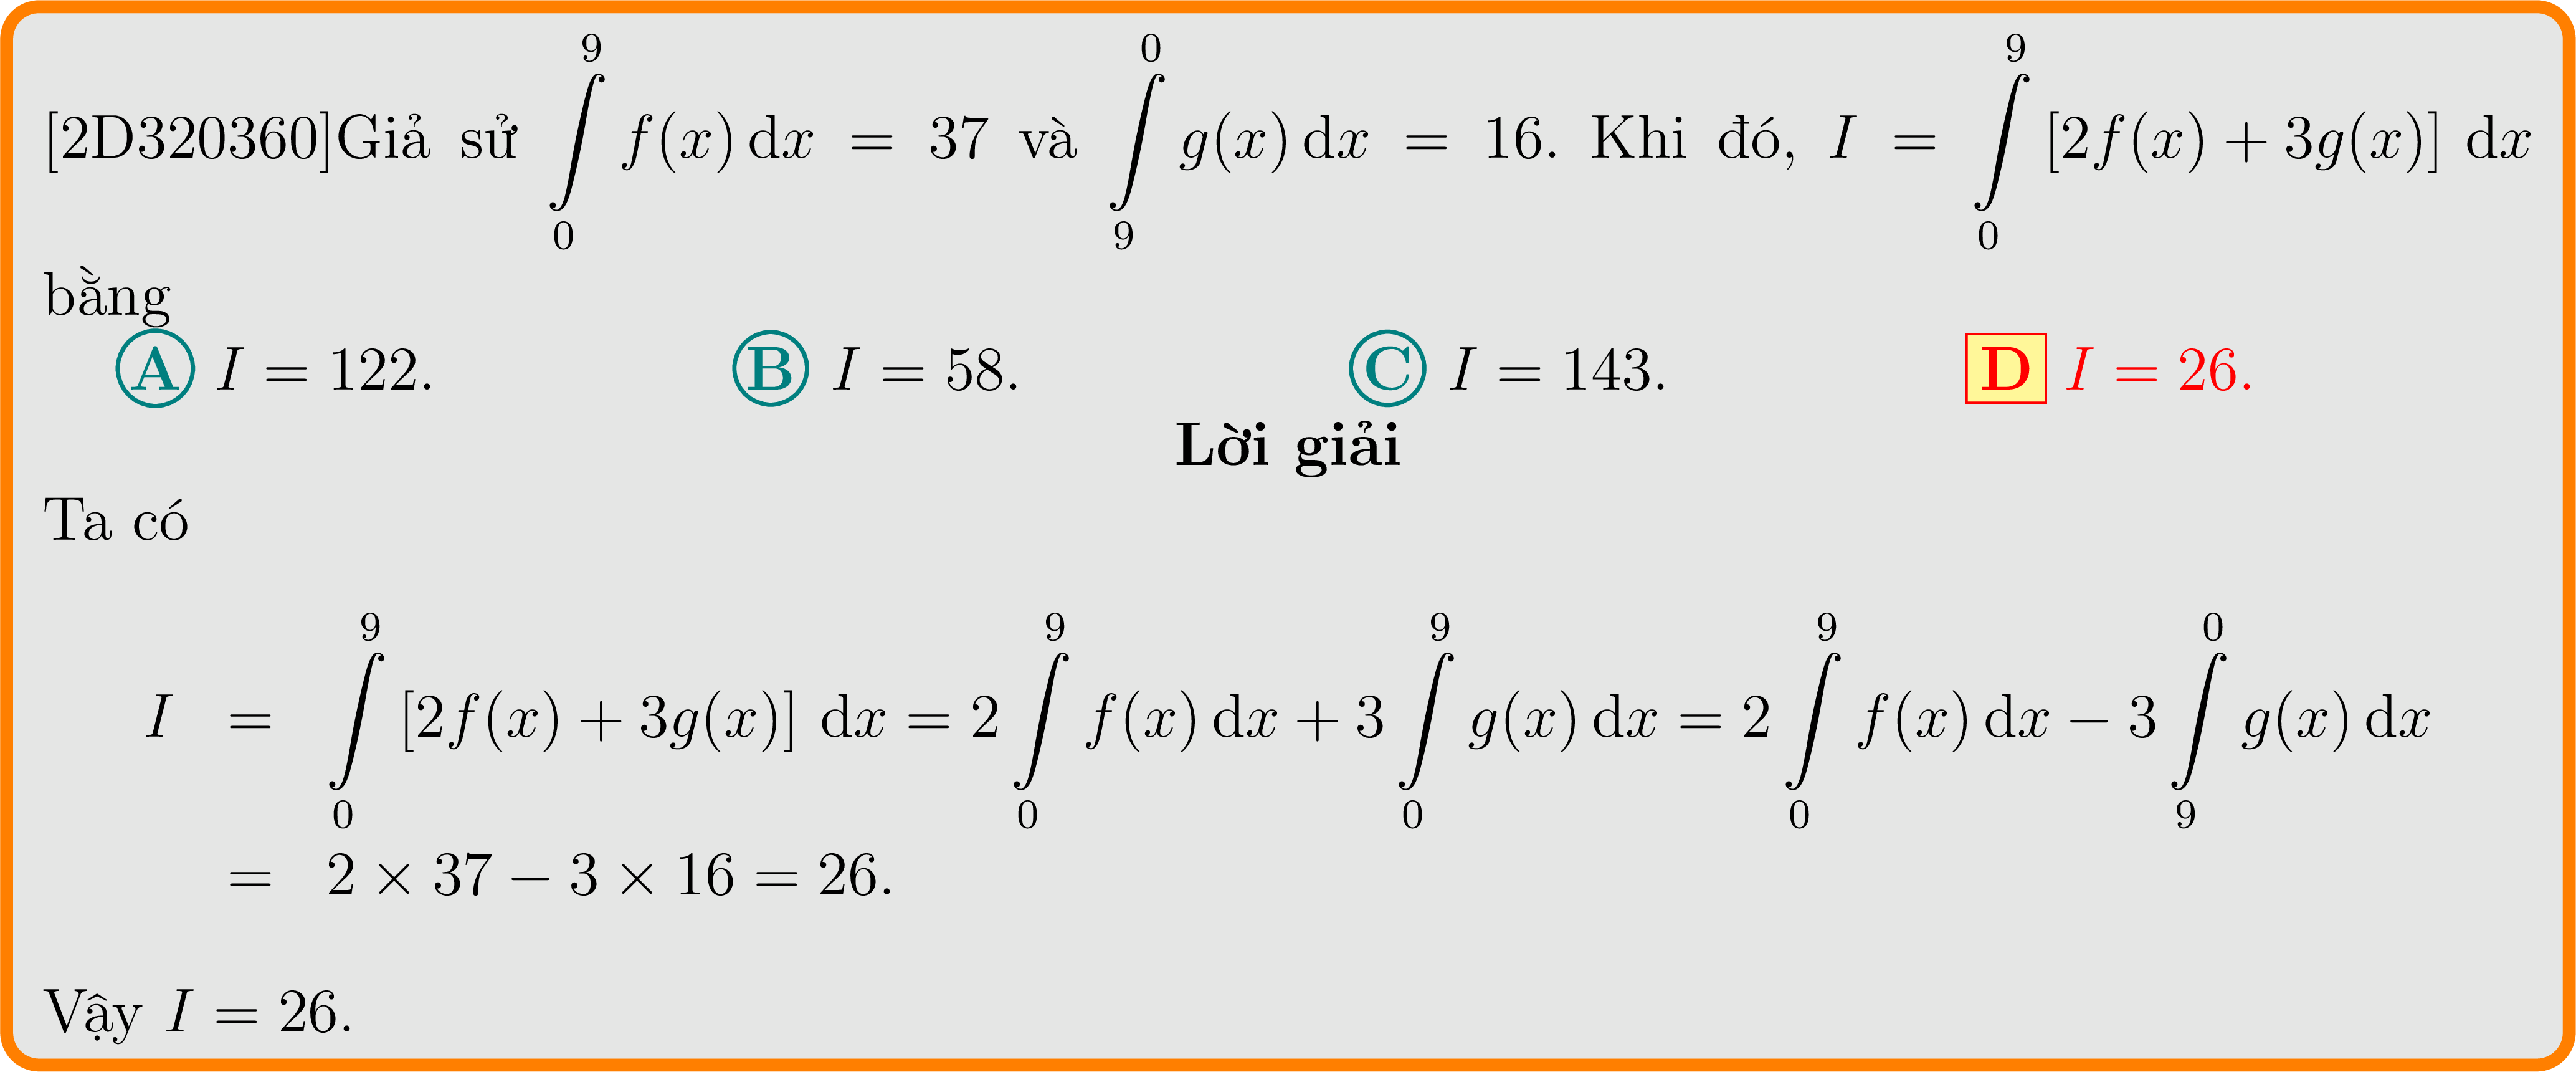 [2D320360]Giả sử $\int\limits_0^9 f(x)\,\mathrm{d}x = 37$ và $\int\limits_9^0 g(x)\,\mathrm{d}x = 16$. Khi đó, $I = \int\limits_0^9 [2f(x) + 3g(x)]\,\mathrm{d}x$
bằng
A $I = 122$. B $I = 58$. C $I = 143$. D $I = 26$.
Lời giải
Ta có
$I = \int\limits_0^9 [2f(x) + 3g(x)]\,\mathrm{d}x = 2\int\limits_0^9 f(x)\,\mathrm{d}x + 3\int\limits_0^9 g(x)\,\mathrm{d}x = 2\int\limits_0^9 f(x)\,\mathrm{d}x - 3\int\limits_9^0 g(x)\,\mathrm{d}x$
$= 2 \times 37 - 3 \times 16 = 26.$
Vậy $I = 26$.